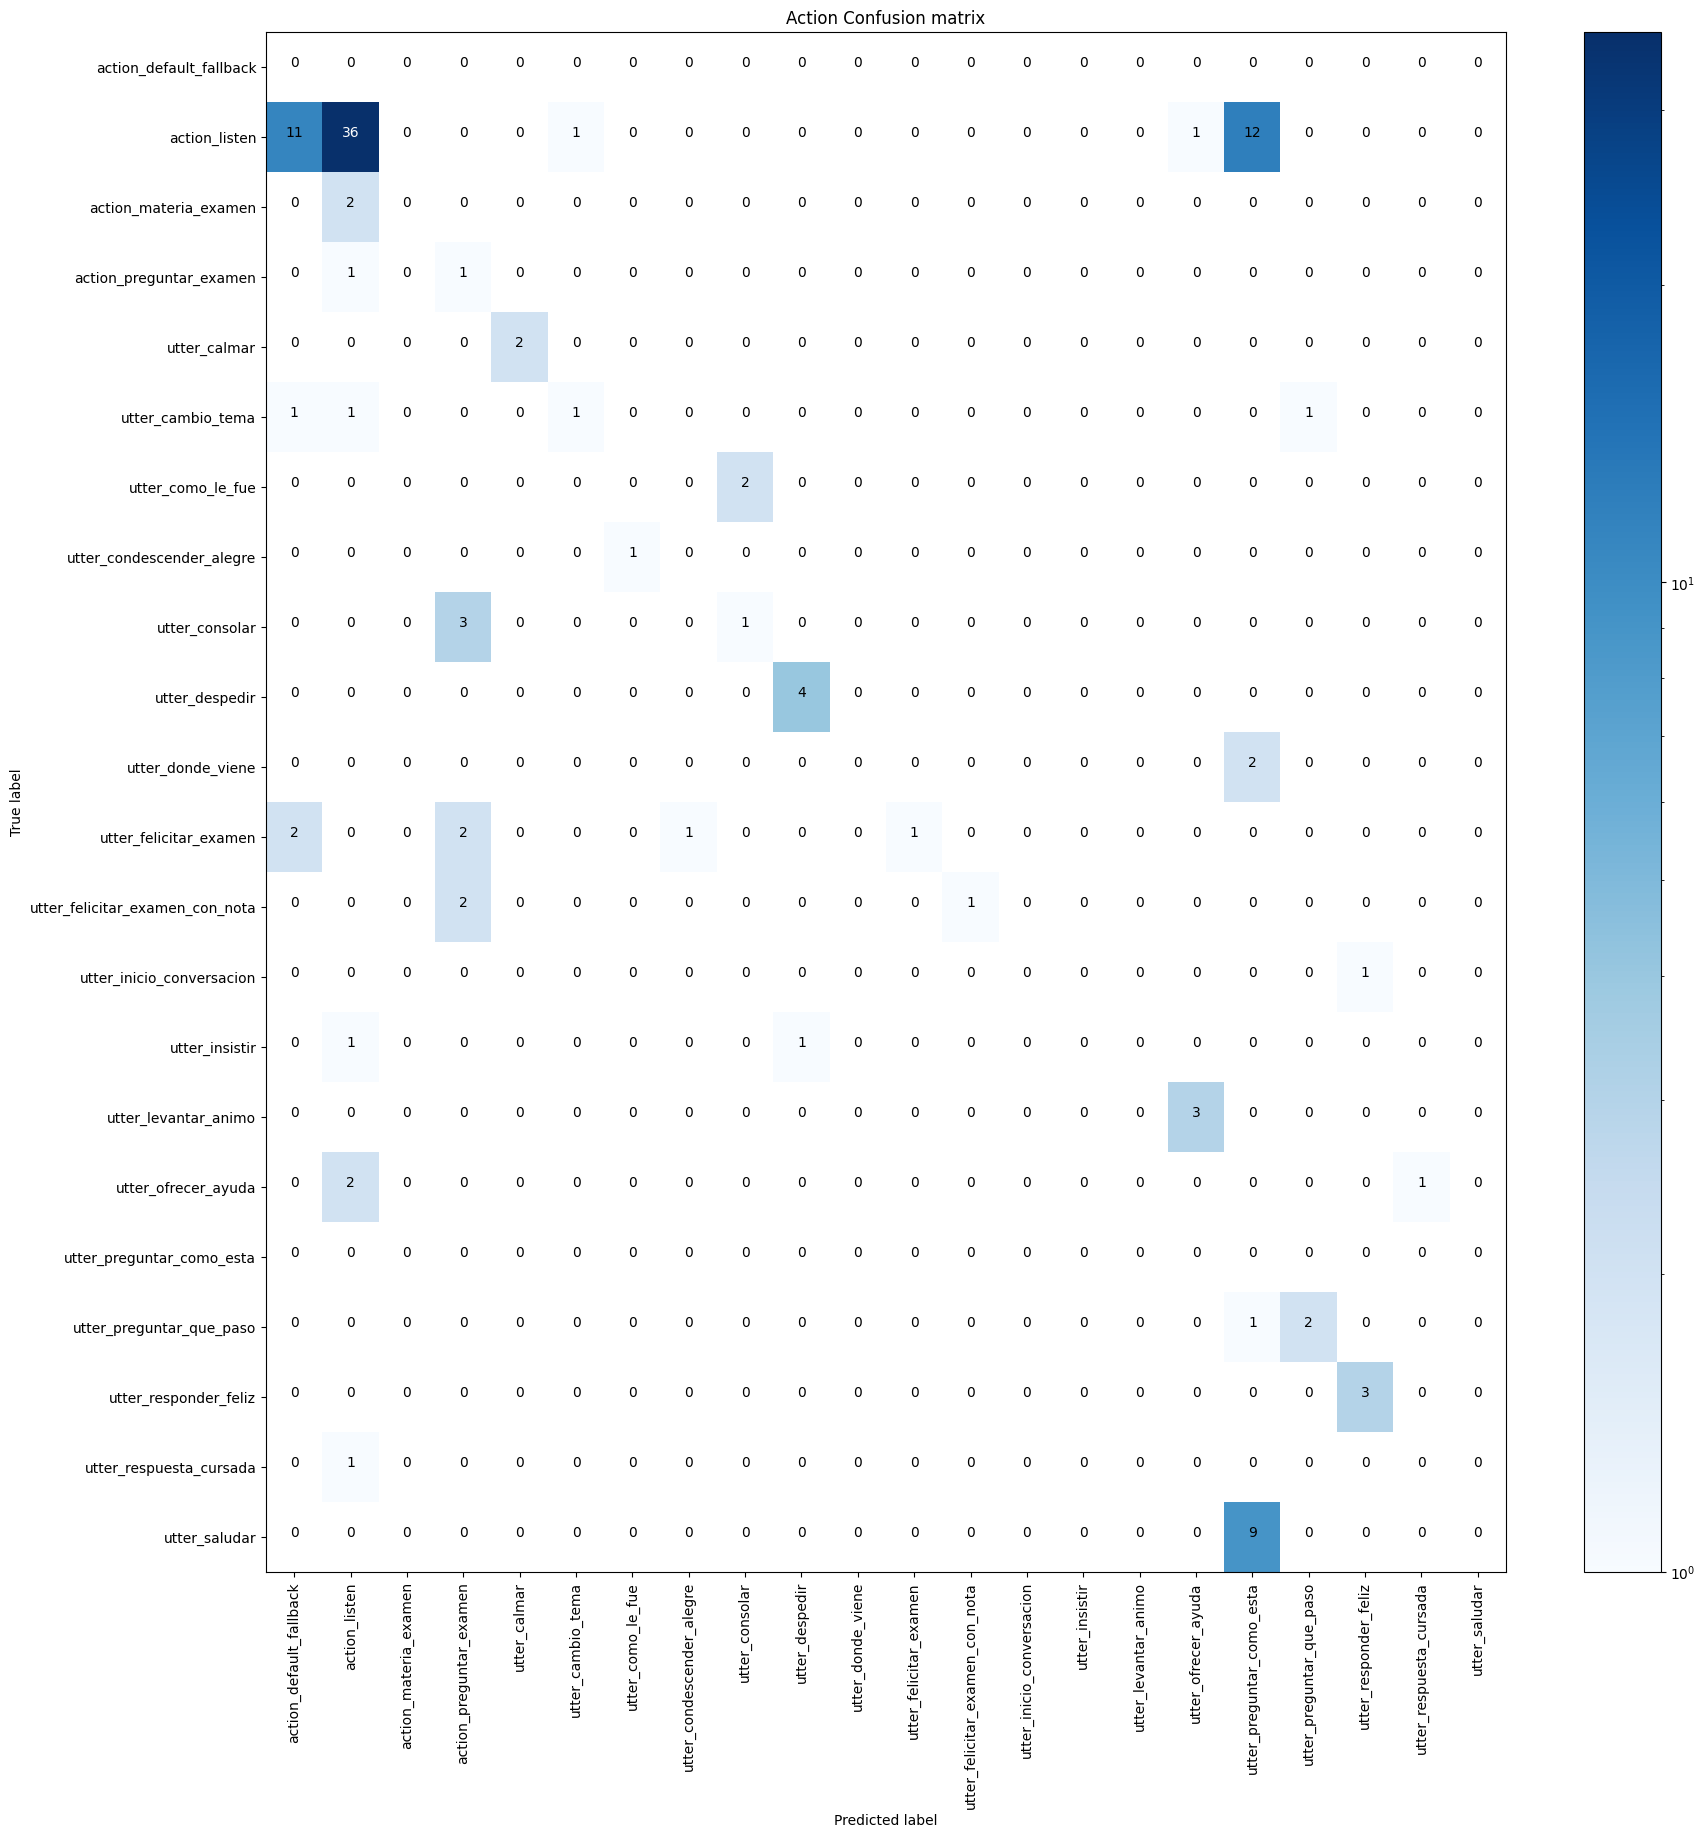 Action Confusion matrix
action_default_fallback 0 0 0 0 0 0 0 0 0 0 0 0 0 0 0 0 0 0 0 0 0 0
action_listen 11 36 0 0 0 1 0 0 0 0 0 0 0 0 0 0 1 12 0 0 0 0
action_materia_examen 0 2 0 0 0 0 0 0 0 0 0 0 0 0 0 0 0 0 0 0 0 0
action_preguntar_examen 0 1 0 1 0 0 0 0 0 0 0 0 0 0 0 0 0 0 0 0 0 0
utter_calmar 0 0 0 0 2 0 0 0 0 0 0 0 0 0 0 0 0 0 0 0 0 0
utter_cambio_tema 1 1 0 0 0 1 0 0 0 0 0 0 0 0 0 0 0 0 1 0 0 0
utter_como_le_fue 0 0 0 0 0 0 0 0 2 0 0 0 0 0 0 0 0 0 0 0 0 0
utter_condescender_alegre 0 0 0 0 0 0 1 0 0 0 0 0 0 0 0 0 0 0 0 0 0 0
10¹
utter_consolar 0 0 0 3 0 0 0 0 1 0 0 0 0 0 0 0 0 0 0 0 0 0
utter_despedir 0 0 0 0 0 0 0 0 0 4 0 0 0 0 0 0 0 0 0 0 0 0
utter_donde_viene 0 0 0 0 0 0 0 0 0 0 0 0 0 0 0 0 0 2 0 0 0 0
True label
utter_felicitar_examen 2 0 0 2 0 0 0 1 0 0 0 1 0 0 0 0 0 0 0 0 0 0
utter_felicitar_examen_con_nota 0 0 0 2 0 0 0 0 0 0 0 0 1 0 0 0 0 0 0 0 0 0
utter_inicio_conversacion 0 0 0 0 0 0 0 0 0 0 0 0 0 0 0 0 0 0 0 1 0 0
utter_insistir 0 1 0 0 0 0 0 0 0 1 0 0 0 0 0 0 0 0 0 0 0 0
utter_levantar_animo 0 0 0 0 0 0 0 0 0 0 0 0 0 0 0 0 3 0 0 0 0 0
utter_ofrecer_ayuda 0 2 0 0 0 0 0 0 0 0 0 0 0 0 0 0 0 0 0 0 1 0
utter_preguntar_como_esta 0 0 0 0 0 0 0 0 0 0 0 0 0 0 0 0 0 0 0 0 0 0
utter_preguntar_que_paso 0 0 0 0 0 0 0 0 0 0 0 0 0 0 0 0 0 1 2 0 0 0
utter_responder_feliz 0 0 0 0 0 0 0 0 0 0 0 0 0 0 0 0 0 0 0 3 0 0
utter_respuesta_cursada 0 1 0 0 0 0 0 0 0 0 0 0 0 0 0 0 0 0 0 0 0 0
utter_saludar 0 0 0 0 0 0 0 0 0 0 0 0 0 0 0 0 0 9 0 0 0 0
10⁰
action_default_fallback
action_listen
action_materia_examen
action_preguntar_examen
utter_calmar
utter_cambio_tema
utter_como_le_fue
utter_condescender_alegre
utter_consolar
utter_despedir
utter_donde_viene
utter_felicitar_examen
utter_felicitar_examen_con_nota
utter_inicio_conversacion
utter_insistir
utter_levantar_animo
utter_ofrecer_ayuda
utter_preguntar_como_esta
utter_preguntar_que_paso
utter_responder_feliz
utter_respuesta_cursada
utter_saludar
Predicted label